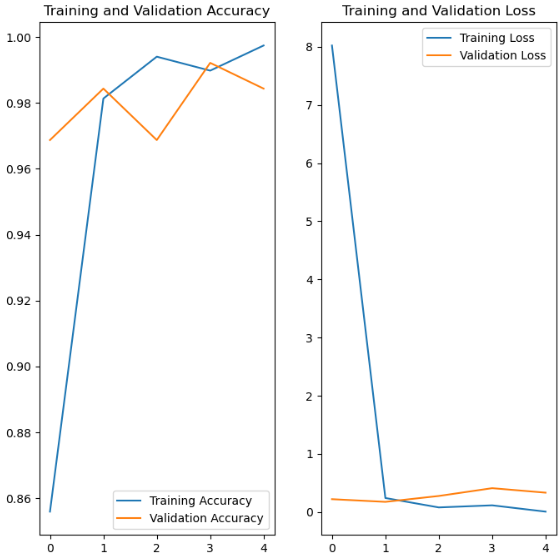 Training and Validation Accuracy
1.00
0.98
0.96
0.94
0.92
0.90
0.88
0.86
Training Accuracy
Validation Accuracy
0 1 2 3 4
Training and Validation Loss
Training Loss
Validation Loss
8
7
6
5
4
3
2
1
0
0 1 2 3 4